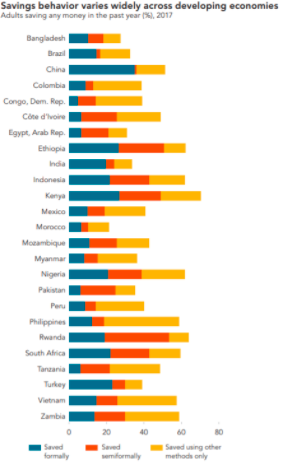 Savings behavior varies widely across developing economies
Adults saving any money in the past year (%), 2017
Bangladesh
Brazil
China
Colombia
Congo, Dem. Rep.
Côte d'Ivoire
Egypt, Arab Rep.
Ethiopia
India
Indonesia
Kenya
Mexico
Morocco
Mozambique
Myanmar
Nigeria
Pakistan
Peru
Philippines
Rwanda
South Africa
Tanzania
Turkey
Vietnam
Zambia
0 20 40 60 80
Saved formally
Saved semiformally
Saved using other methods only